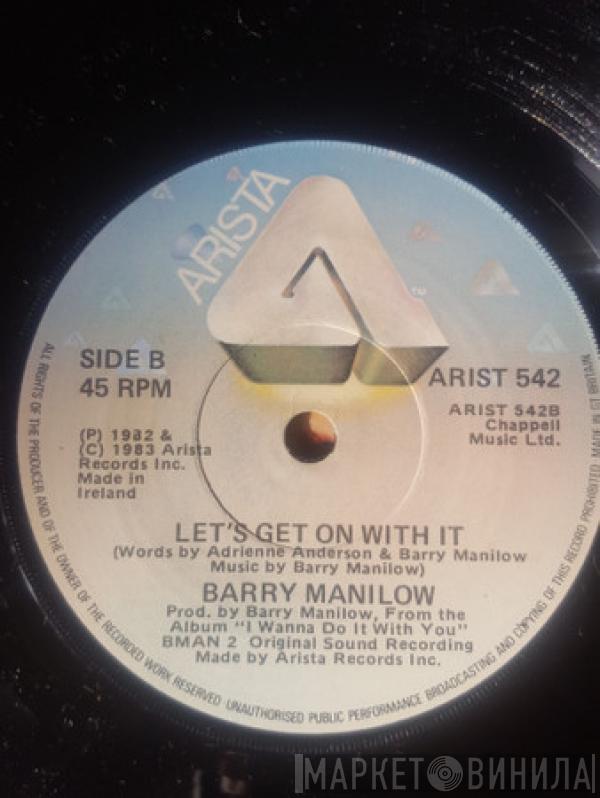 ARISTA
TM
SIDE B
45 RPM
ARIST 542
ARIST 542B
Chappell
Music Ltd.
(P) 1982 &
(C) 1983 Arista
Records Inc.
Made in
Ireland
LET'S GET ON WITH IT
(Words by Adrienne Anderson & Barry Manilow
Music by Barry Manilow)
BARRY MANILOW
Prod. by Barry Manilow, From the
Album "I Wanna Do It With You"
BMAN 2 Original Sound Recording
Made by Arista Records Inc.
ALL RIGHTS OF THE PRODUCER AND OF THE OWNER OF THE RECORDED WORK RESERVED UNAUTHORISED PUBLIC PERFORMANCE BROADCASTING AND COPYING OF THIS RECORD PROHIBITED. MADE IN GT BRITAIN
МАРКЕТ ВИНИЛА